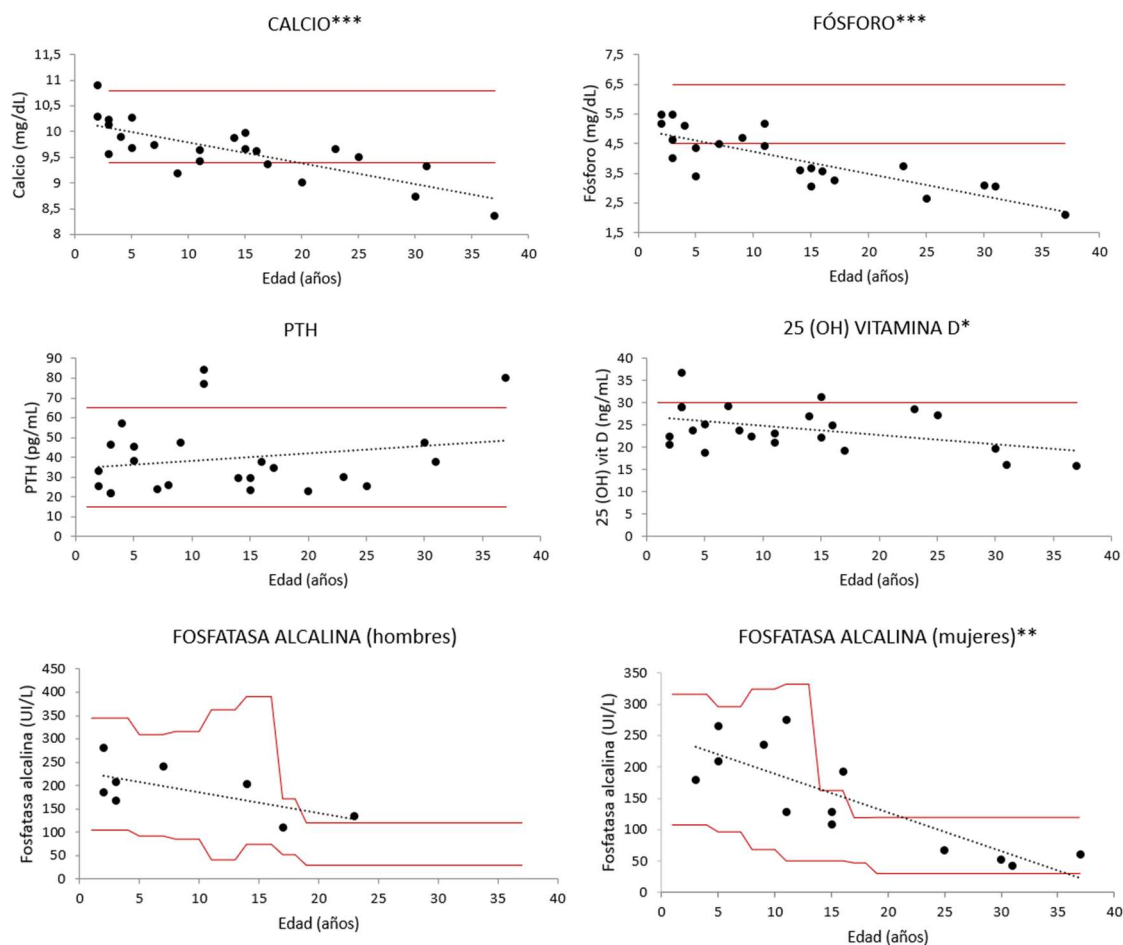 CALCIO***
11,5
11
10,5
10
9,5
9
8,5
8
Calcio (mg/dL)
0 5 10 15 20 25 30 35 40
Edad (años)
FÓSFORO***
7,5
6,5
5,5
4,5
3,5
2,5
1,5
Fósforo (mg/dL)
0 5 10 15 20 25 30 35 40
Edad (años)
PTH
90
80
70
60
50
40
30
20
10
0
PTH (pg/mL)
0 5 10 15 20 25 30 35 40
Edad (años)
25 (OH) VITAMINA D*
40
35
30
25
20
15
10
5
0
25 (OH) vit D (ng/mL)
0 5 10 15 20 25 30 35 40
Edad (años)
FOSFATASA ALCALINA (hombres)
450
400
350
300
250
200
150
100
50
0
Fosfatasa alcalina (UI/L)
0 5 10 15 20 25 30 35 40
Edad (años)
FOSFATASA ALCALINA (mujeres)**
350
300
250
200
150
100
50
0
Fosfatasa alcalina (UI/L)
0 5 10 15 20 25 30 35 40
Edad (años)